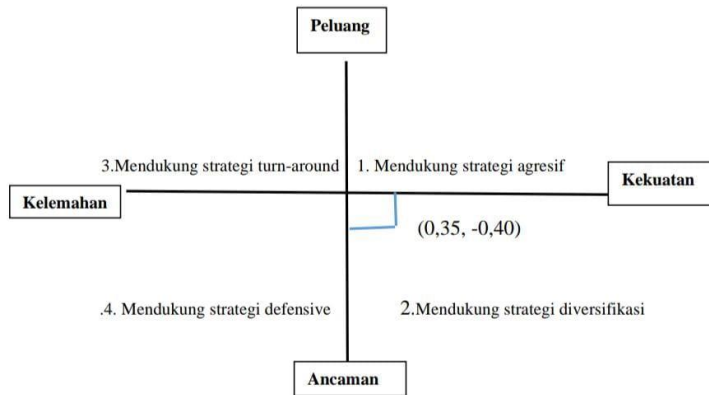 Peluang
3.Mendukung strategi turn-around
1. Mendukung strategi agresif
Kekuatan
Kelemahan
(0,35, -0,40)
.4. Mendukung strategi defensive
2.Mendukung strategi diversifikasi
Ancaman